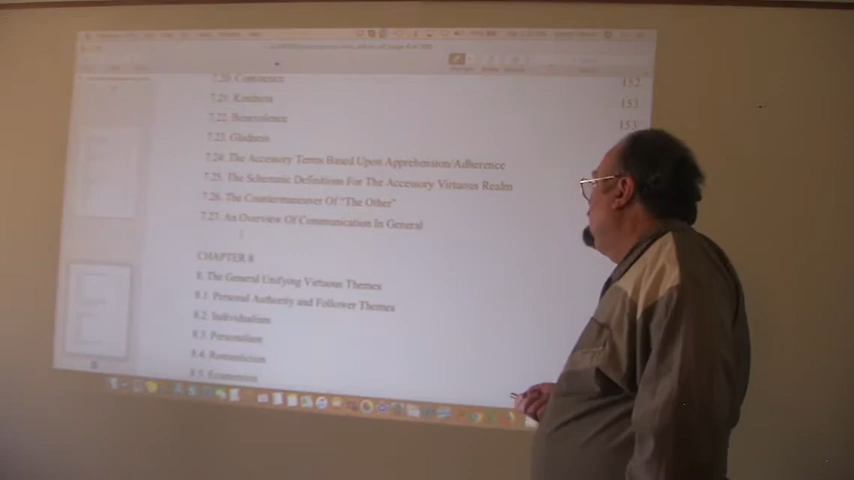 7.20. Continence 152
7.21. Kindness 153
7.22. Benevolence 153
7.23. Gladness
7.24. The Accessory Terms Based Upon Apprehension/Adherence
7.25. The Schematic Definitions For The Accessory Virtuous Realm
7.26. The Countermaneuver Of "The Other"
7.27. An Overview Of Communication In General
CHAPTER 8
8. The General Unifying Virtuous Themes
8.1. Personal Authority and Follower Themes
8.2. Individualism
8.3. Personalism
8.4. Romanticism
8.5. Ecumenism